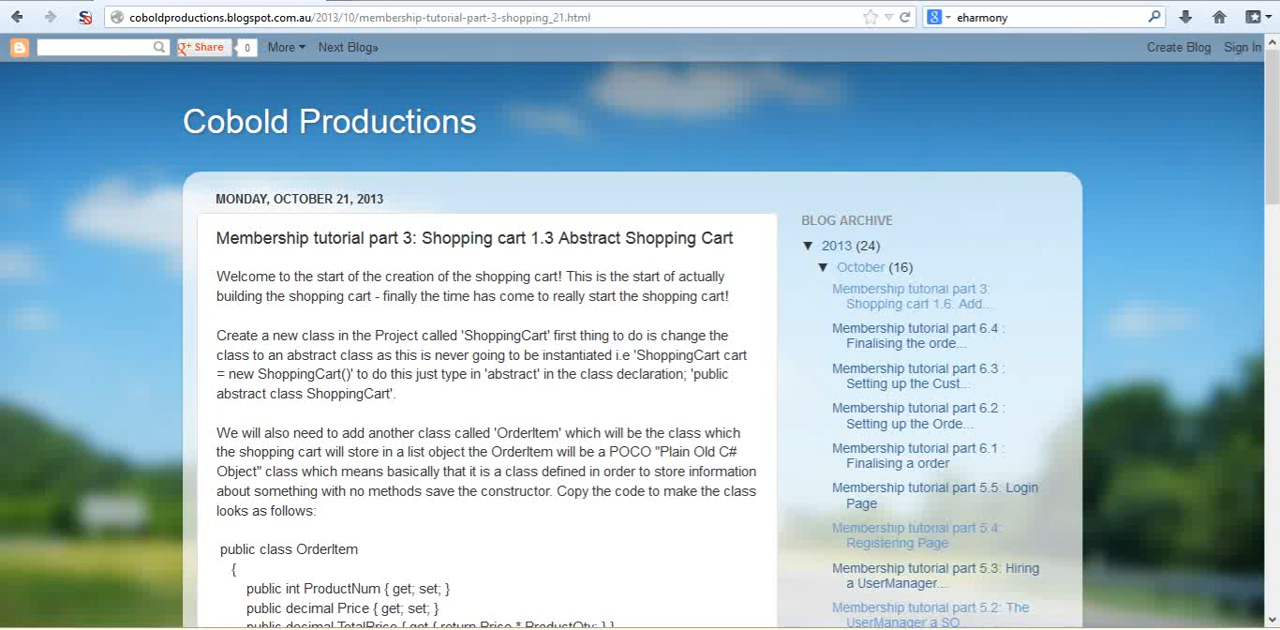 coboldproductions.blogspot.com.au/2013/10/membership-tutorial-part-3-shopping_21.html
eharmony
Share
0
More
Next Blog»
Create Blog
Sign In
Cobold Productions
MONDAY, OCTOBER 21, 2013
Membership tutorial part 3: Shopping cart 1.3 Abstract Shopping Cart
Welcome to the start of the creation of the shopping cart! This is the start of actually
building the shopping cart - finally the time has come to really start the shopping cart!
Create a new class in the Project called 'ShoppingCart' first thing to do is change the
class to an abstract class as this is never going to be instantiated i.e 'ShoppingCart cart
= new ShoppingCart()' to do this just type in 'abstract' in the class declaration; 'public
abstract class ShoppingCart'.
We will also need to add another class called 'OrderItem' which will be the class which
the shopping cart will store in a list object the OrderItem will be a POCO "Plain Old C#
Object" class which means basically that it is a class defined in order to store information
about something with no methods save the constructor. Copy the code to make the class
looks as follows:
public class OrderItem
{
public int ProductNum { get; set; }
public decimal Price { get; set; }
public decimal TotalPrice { get { return Price * ProductQty; } }
BLOG ARCHIVE
▼ 2013 (24)
▼ October (16)
Membership tutorial part 3:
Shopping cart 1.6. Add...
Membership tutorial part 6.4 :
Finalising the orde...
Membership tutorial part 6.3 :
Setting up the Cust...
Membership tutorial part 6.2 :
Setting up the Orde...
Membership tutorial part 6.1 :
Finalising a order
Membership tutorial part 5.5: Login
Page
Membership tutorial part 5.4:
Registering Page
Membership tutorial part 5.3: Hiring
a UserManager...
Membership tutorial part 5.2: The
UserManager a SO...